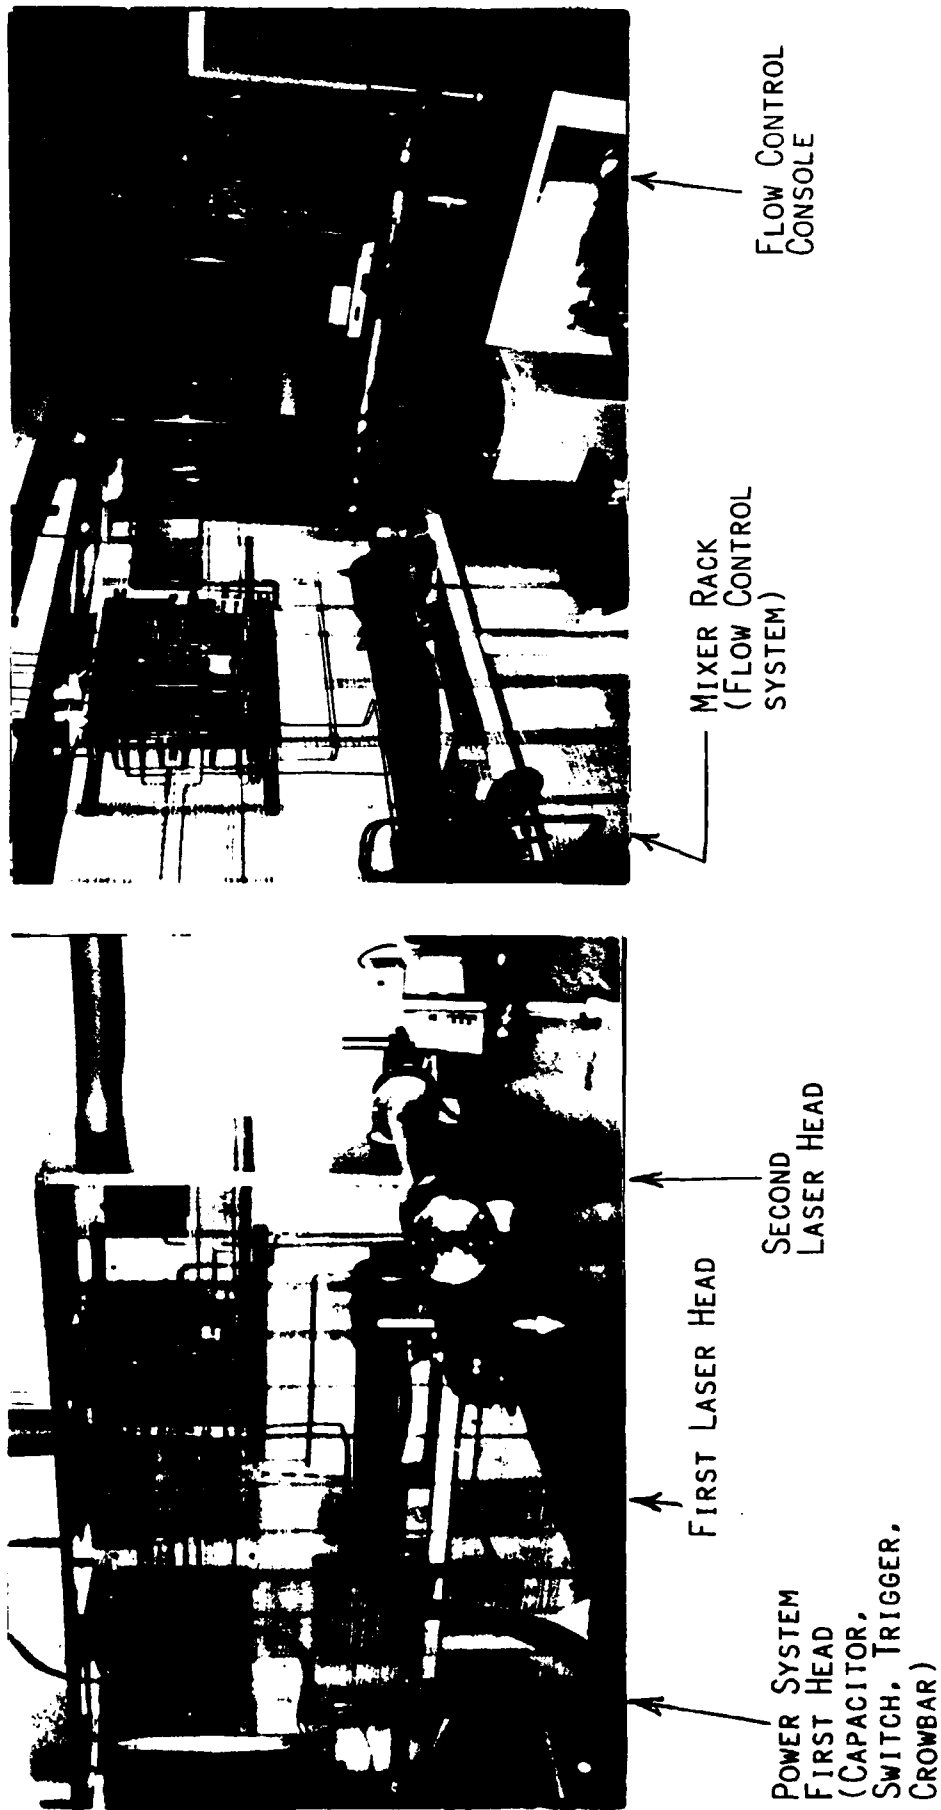 POWER SYSTEM
FIRST HEAD
(CAPACITOR,
SWITCH, TRIGGER,
CROWBAR)
FIRST LASER HEAD
SECOND
LASER HEAD
MIXER RACK
(FLOW CONTROL
SYSTEM)
FLOW CONTROL
CONSOLE